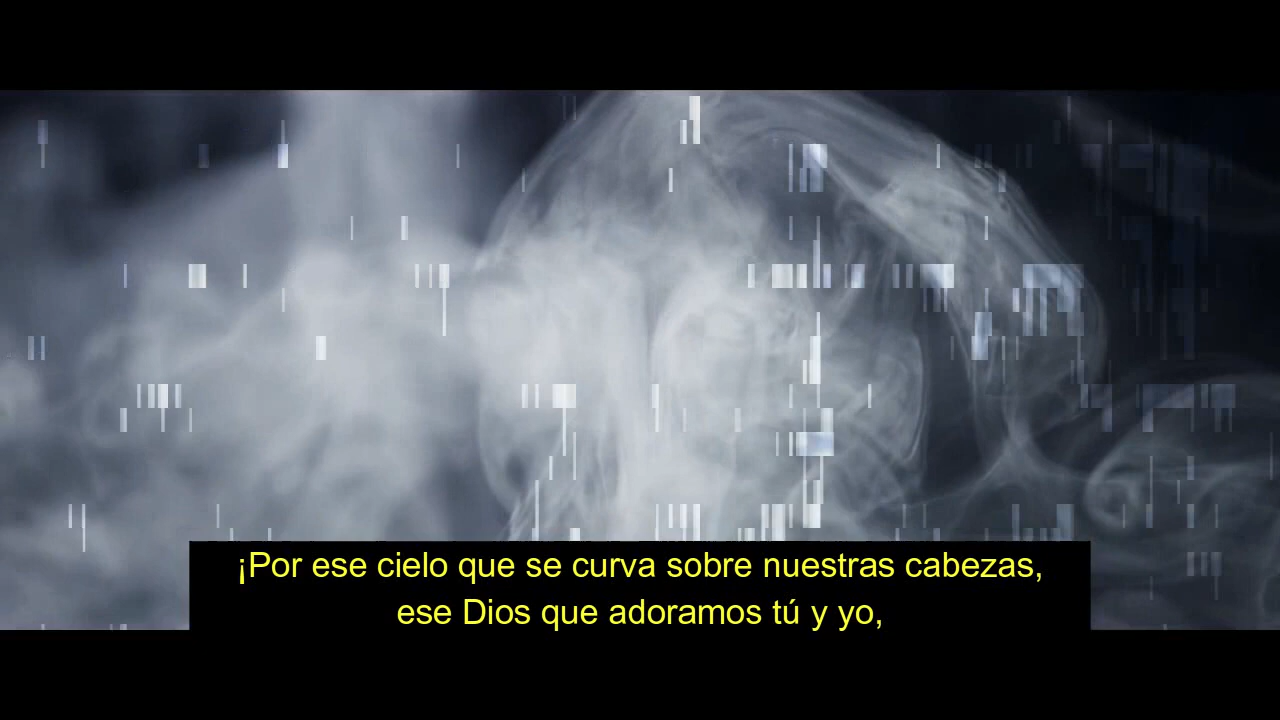 ¡Por ese cielo que se curva sobre nuestras cabezas,
ese Dios que adoramos tú y yo,